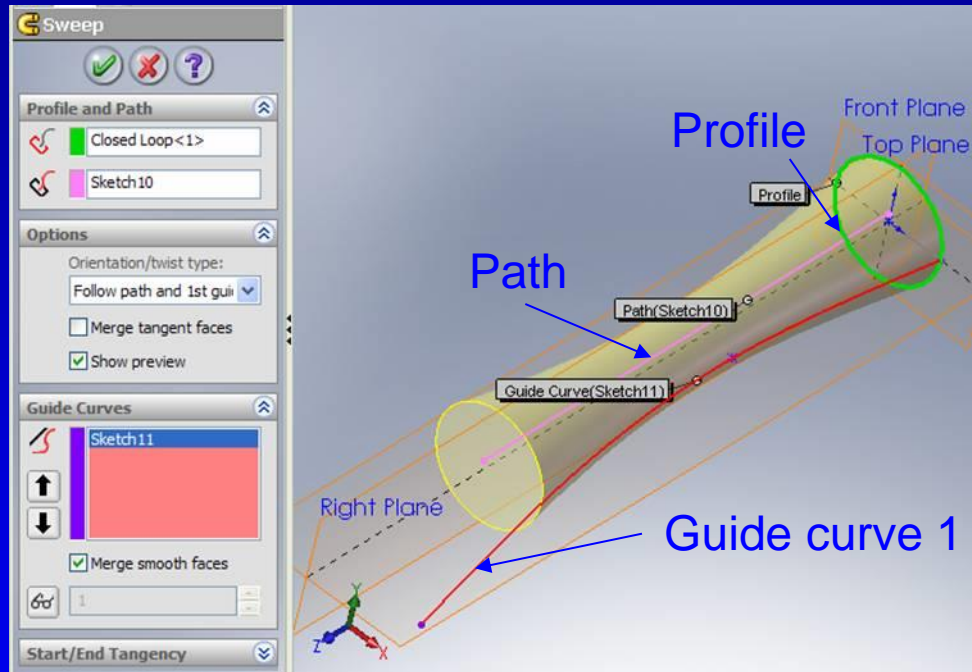 Sweep
Profile and Path
Closed Loop<1>
Sketch10
Options
Orientation/twist type:
Follow path and 1st gui
Merge tangent faces
Show preview
Guide Curves
Sketch11
Merge smooth faces
1
Start/End Tangency
Front Plane
Top Plane
Profile
Profile
Path
Path(Sketch10)
Guide Curve(Sketch11)
Right Plane
Guide curve 1
Y
Z
X